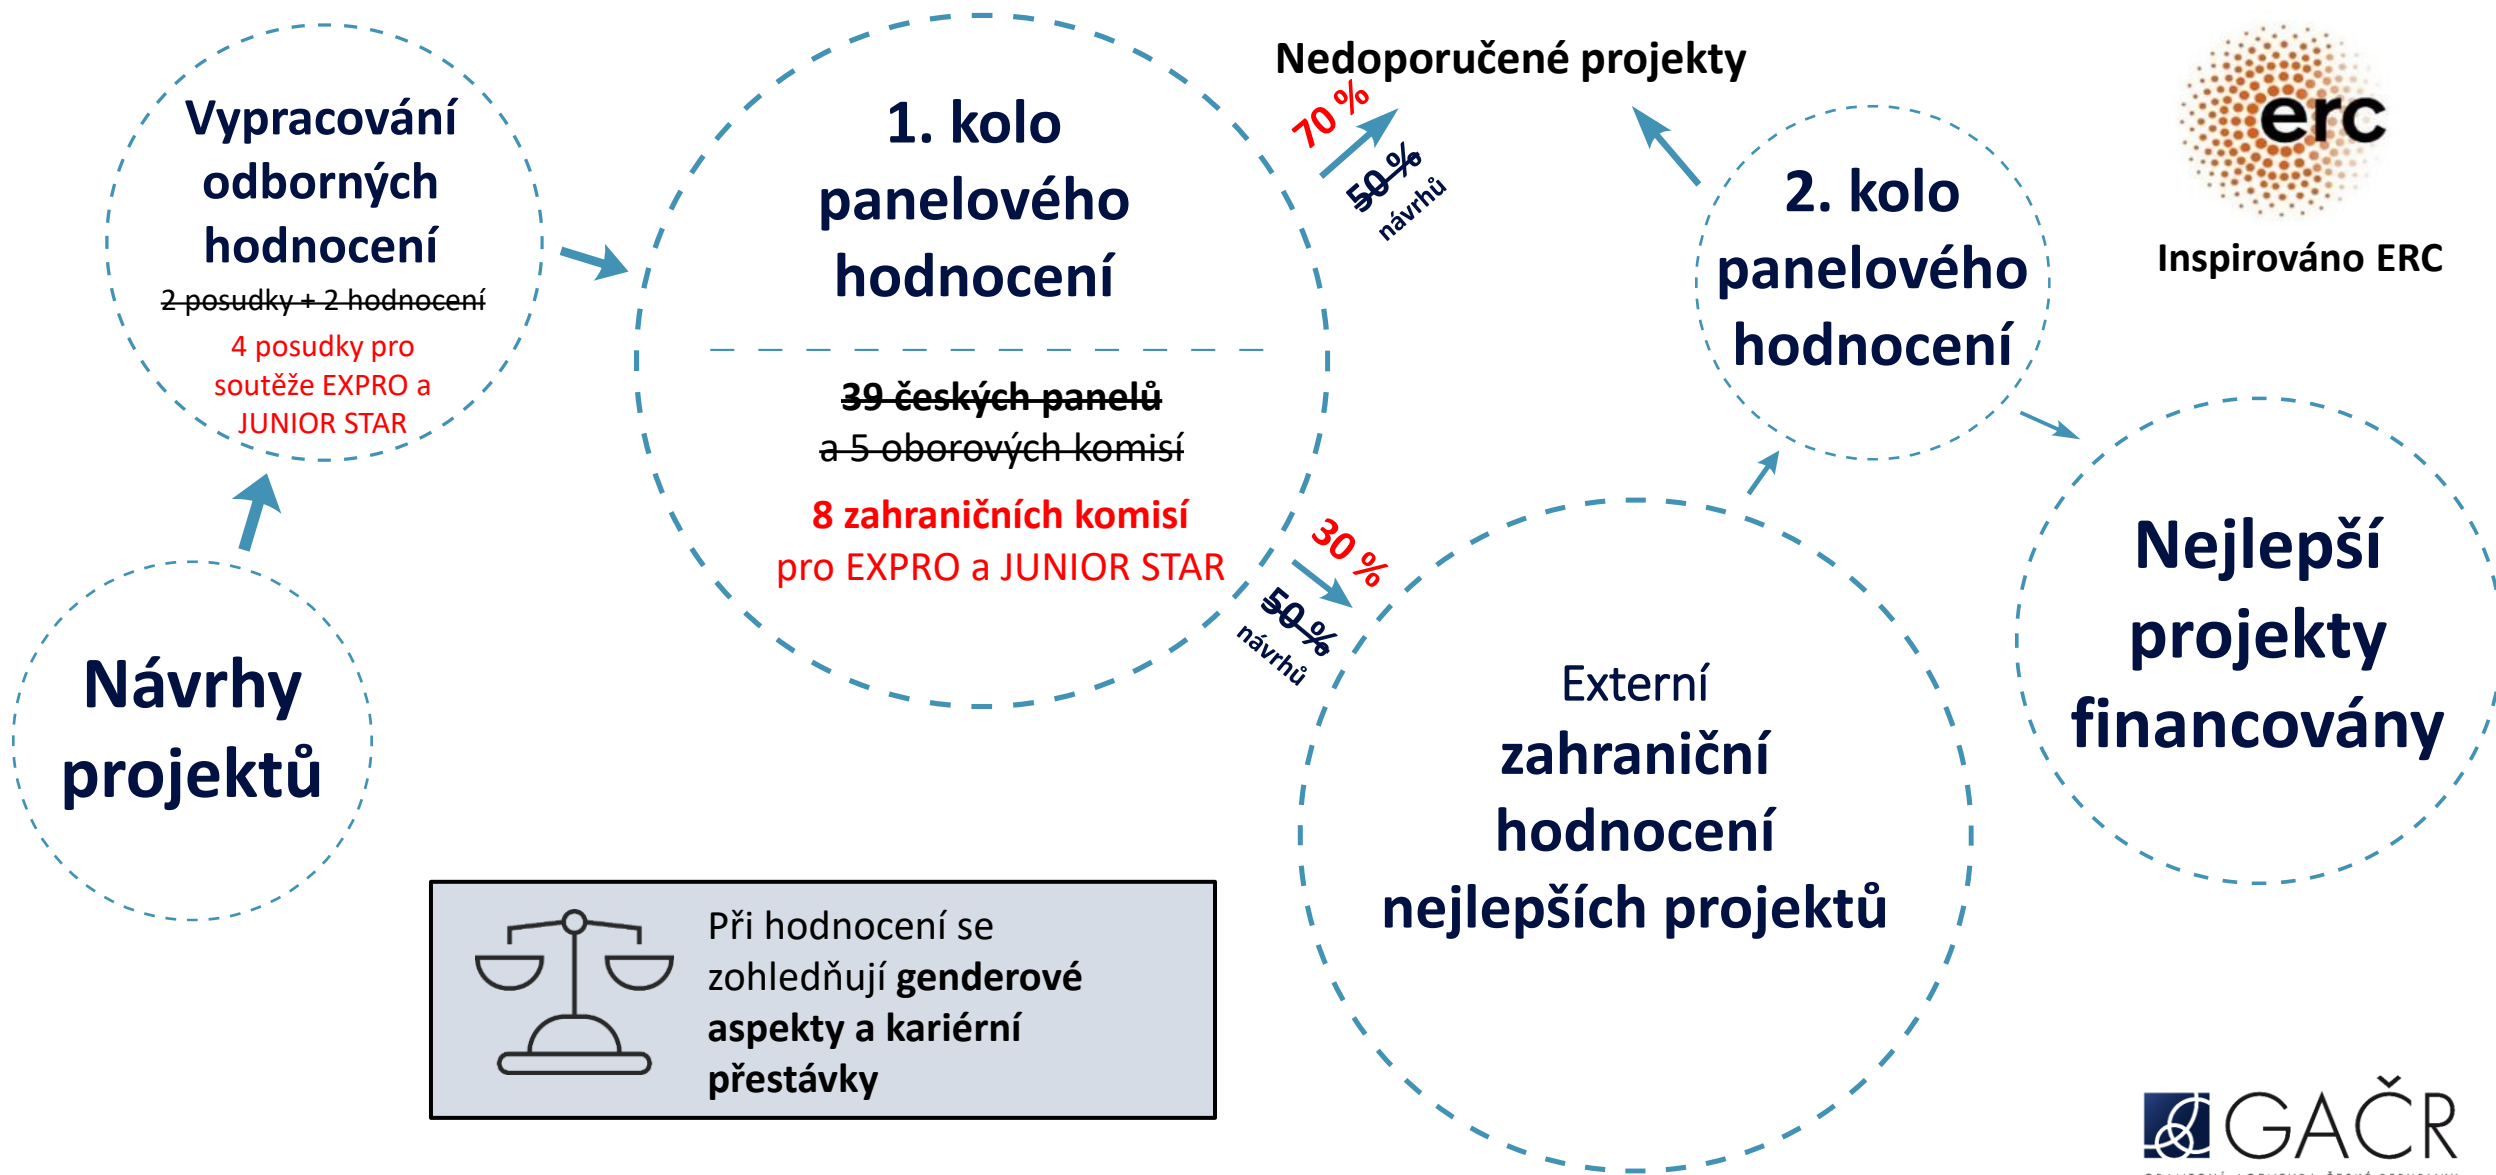 Návrhy
projektů
Vypracování
odborných
hodnocení
2 posudky + 2 hodnocení
4 posudky pro
soutěže EXPRO a
JUNIOR STAR
1. kolo
panelového
hodnocení
39 českých panelů
a 5 oborových komisí
8 zahraničních komisí
pro EXPRO a JUNIOR STAR
Nedoporučené projekty
70 %
50 %
návrhů
30 %
50 %
návrhů
Externí
zahraniční
hodnocení
nejlepších projektů
2. kolo
panelového
hodnocení
Nejlepší
projekty
financovány
erc
Inspirováno ERC
Při hodnocení se
zohledňují genderové
aspekty a kariérní
přestávky
GAČR